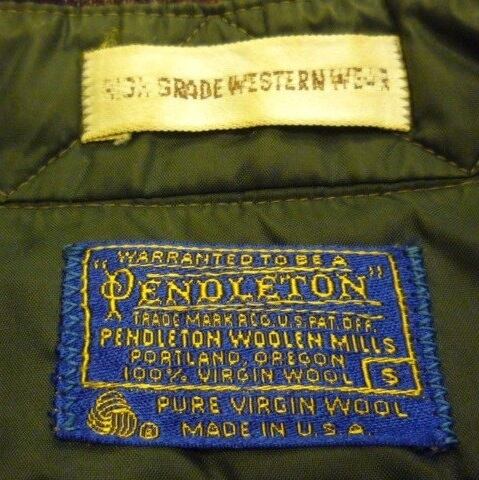 HIGH GRADE WESTERN WEAR
"WARRANTED TO BE A
PENDLETON"
TRADE MARK REG. U.S. PAT. OFF.
PENDLETON WOOLEN MILLS
PORTLAND, OREGON
100% VIRGIN WOOL S
PURE VIRGIN WOOL
® MADE IN U.S.A.